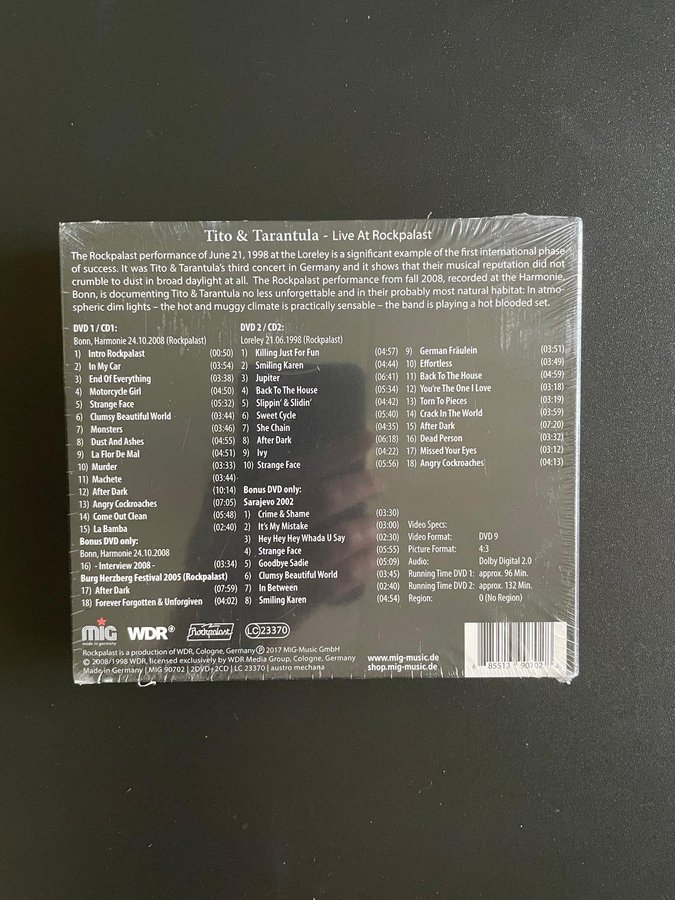 Tito & Tarantula - Live At Rockpalast
The Rockpalast performance of June 21, 1998 at the Loreley is a significant example of the first international phase
of success. It was Tito & Tarantula's third concert in Germany and it shows that their musical reputation did not
crumble to dust in broad daylight at all. The Rockpalast performance from fall 2008, recorded at the Harmonie,
Bonn, is documenting Tito & Tarantula no less unforgettable and in their probably most natural habitat: In atmo-
spheric dim lights – the hot and muggy climate is practically sensable – the band is playing a hot blooded set.
DVD 1 / CD1:
Bonn, Harmonie 24.10.2008 (Rockpalast)
1) Intro Rockpalast (00:50)
2) In My Car (03:54)
3) End Of Everything (03:38)
4) Motorcycle Girl (04:50)
5) Strange Face (05:32)
6) Clumsy Beautiful World (03:44)
7) Monsters (03:46)
8) Dust And Ashes (04:55)
9) La Flor De Mal (04:51)
10) Murder (03:33)
11) Machete (03:44)
12) After Dark (10:14)
13) Angry Cockroaches (07:05)
14) Come Out Clean (05:48)
15) La Bamba (02:40)
Bonus DVD only:
Bonn, Harmonie 24.10.2008
16) - Interview 2008 - (03:34)
Burg Herzberg Festival 2005 (Rockpalast)
17) After Dark (07:59)
18) Forever Forgotten & Unforgiven (04:02)
DVD 2 / CD2:
Loreley 21.06.1998 (Rockpalast)
1) Killing Just For Fun (04:57)
2) Smiling Karen (04:44)
3) Jupiter (06:41)
4) Back To The House (05:34)
5) Slippin' & Slidin' (05:42)
6) Sweet Cycle (05:40)
7) She Chain (04:35)
8) After Dark (06:18)
9) Ivy (04:22)
10) Strange Face (05:56)
Bonus DVD only:
Sarajevo 2002
1) Crime & Shame (03:30)
2) It's My Mistake (03:00)
3) Hey Hey Hey Whada U Say (02:30)
4) Strange Face (05:55)
5) Goodbye Sadie (05:09)
6) Clumsy Beautiful World (03:45)
7) In Between (02:40)
8) Smiling Karen (04:54)
9) German Fräulein (03:51)
10) Effortless (03:49)
11) Back To The House (03:59)
12) You're The One I Love (03:18)
13) Torn To Pieces (03:19)
14) Crack In The World (03:59)
15) After Dark (07:20)
16) Dead Person (03:32)
17) Missed Your Eyes (03:12)
18) Angry Cockroaches (04:13)
Video Specs:
Video Format: DVD 9
Picture Format: 4:3
Audio: Dolby Digital 2.0
Running Time DVD 1: approx. 96 Min.
Running Time DVD 2: approx. 132 Min.
Region: 0 (No Region)
MIG
made in germany
WDR
Rockpalast
LC 23370
Rockpalast is a production of WDR, Cologne, Germany ℗ 2017 MIG-Music GmbH
© 2008/1998 WDR, licensed exclusively by WDR Media Group, Cologne, Germany
Made in Germany | MIG 90702 | 2DVD+2CD | LC 23370 | austro mechana
www.mig-music.de
shop.mig-music.de
85513 90702